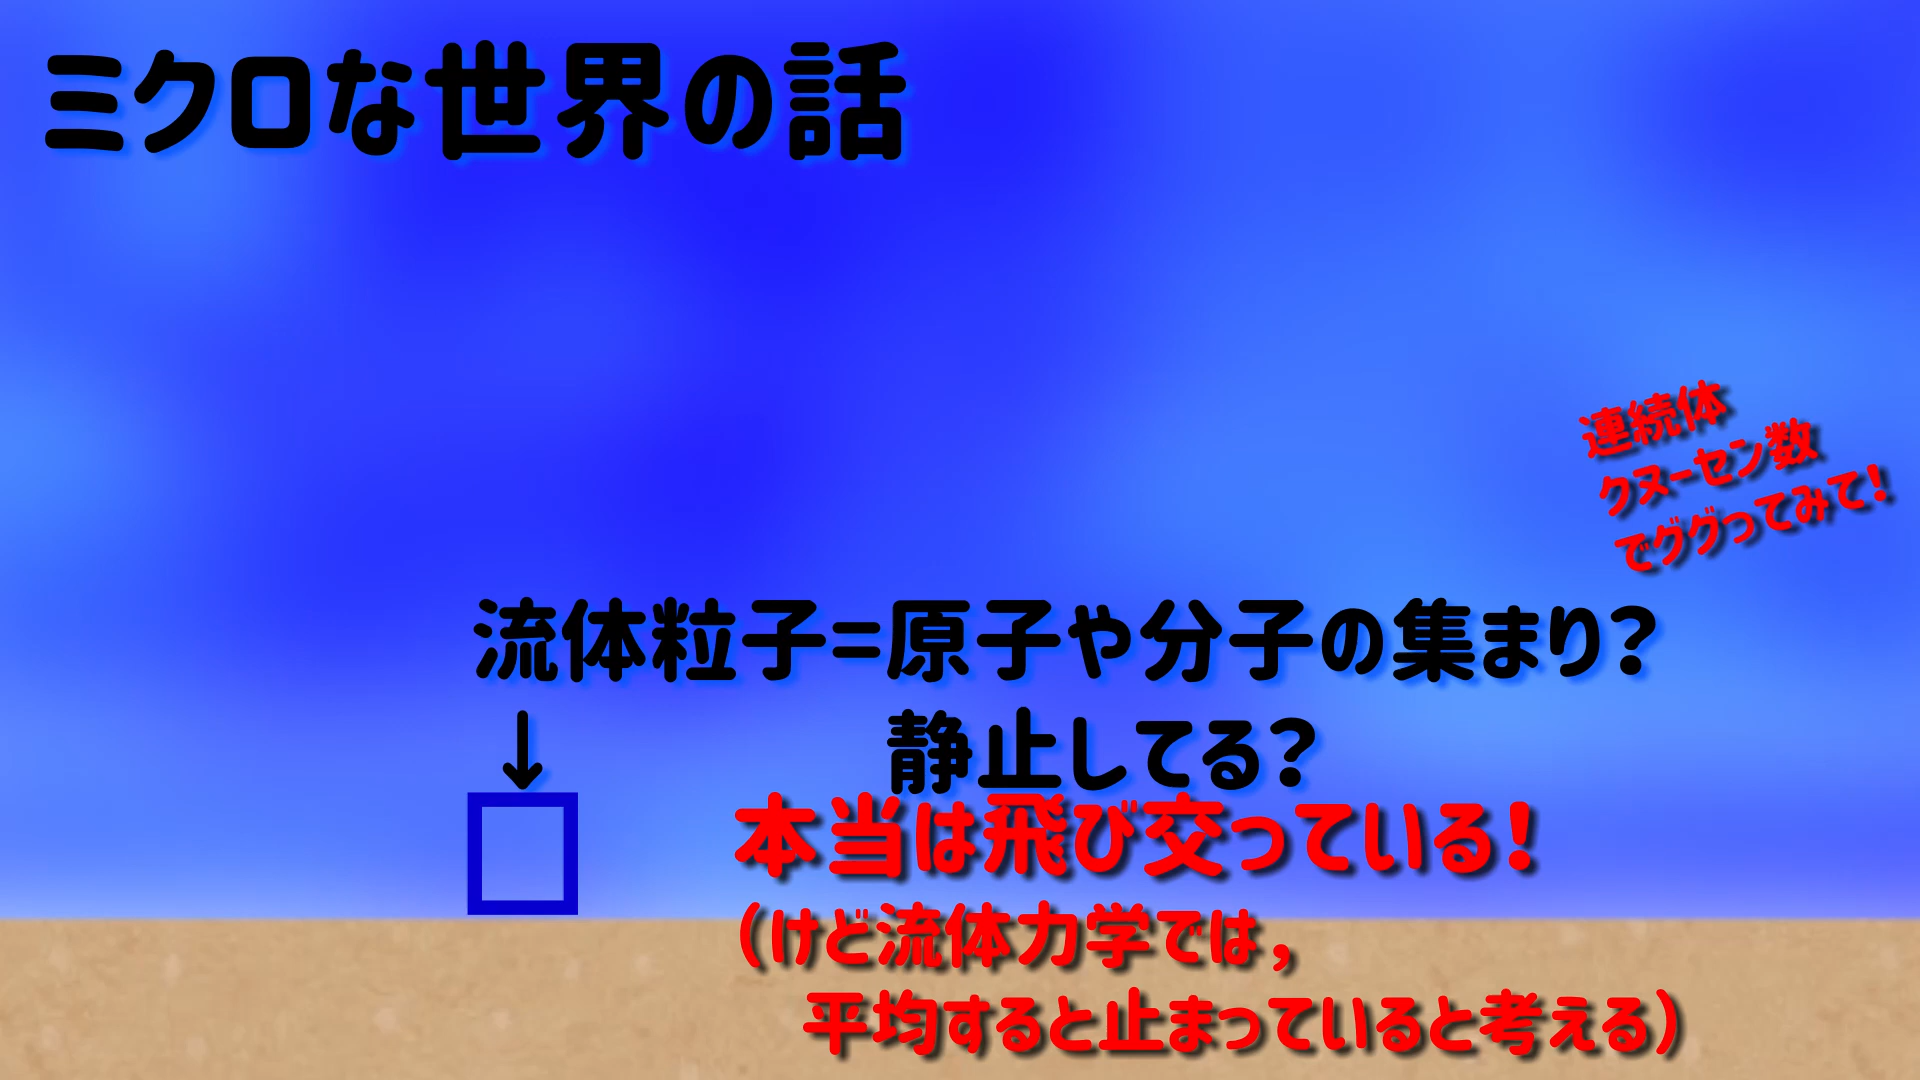 ミクロな世界の話
連続体
クヌーセン数
でググってみて!
流体粒子=原子や分子の集まり?
↓
静止してる?
本当は飛び交っている!
(けど流体力学では,
平均すると止まっていると考える)